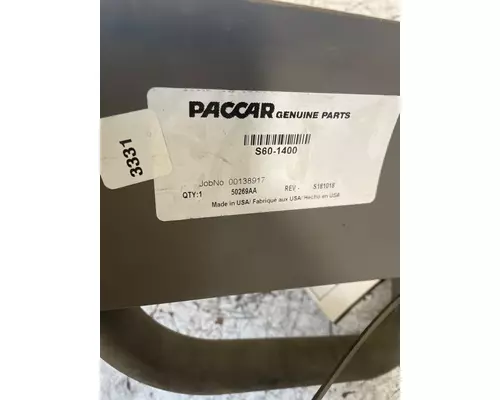 PACCAR GENUINE PARTS
S60-1400
3331
JobNo 00138917
QTY:1 50269AA REV - S181018
Made in USA/ Fabriqué aux USA/ Hecho en USA